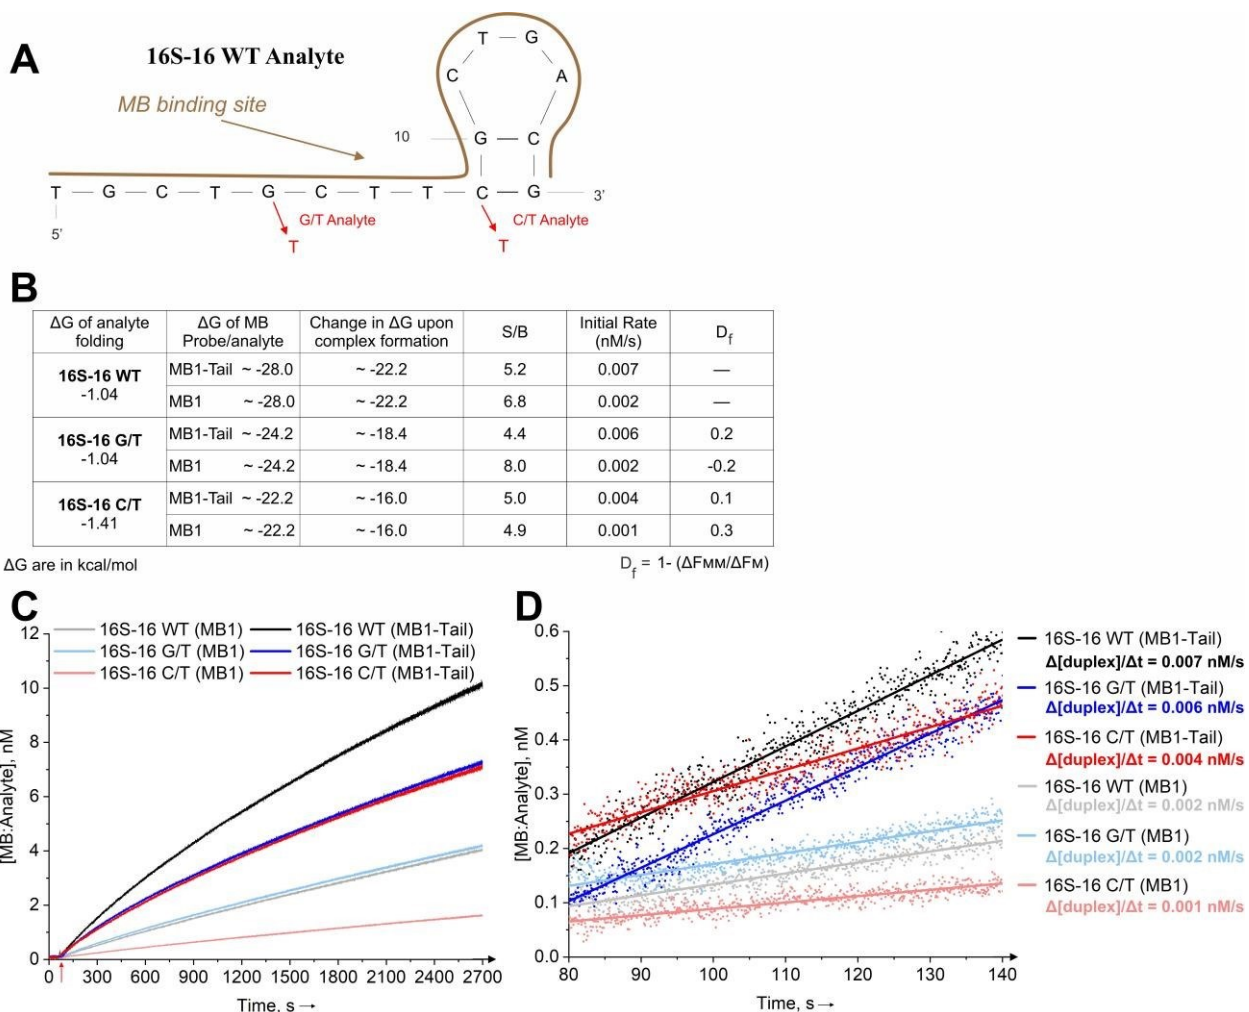 A
16S-16 WT Analyte
MB binding site
T G
C A
10 G C
T G C T G C T T C G 3'
5'
G/T Analyte
T
C/T Analyte
T
B
ΔG of analyte folding
ΔG of MB Probe/analyte
Change in ΔG upon complex formation
S/B
Initial Rate (nM/s)
Df
16S-16 WT
-1.04
MB1-Tail ~ -28.0 ~ -22.2 5.2 0.007 —
MB1 ~ -28.0 ~ -22.2 6.8 0.002 —
16S-16 G/T
-1.04
MB1-Tail ~ -24.2 ~ -18.4 4.4 0.006 0.2
MB1 ~ -24.2 ~ -18.4 8.0 0.002 -0.2
16S-16 C/T
-1.41
MB1-Tail ~ -22.2 ~ -16.0 5.0 0.004 0.1
MB1 ~ -22.2 ~ -16.0 4.9 0.001 0.3
ΔG are in kcal/mol
Df = 1- (ΔFMM/ΔFM)
C
16S-16 WT (MB1)
16S-16 WT (MB1-Tail)
16S-16 G/T (MB1)
16S-16 G/T (MB1-Tail)
16S-16 C/T (MB1)
16S-16 C/T (MB1-Tail)
[MB:Analyte], nM
12
10
8
6
4
2
0
0 300 600 900 1200 1500 1800 2100 2400 2700
Time, s →
D
[MB:Analyte], nM
0.6
0.5
0.4
0.3
0.2
0.1
0.0
80 90 100 110 120 130 140
Time, s →
16S-16 WT (MB1-Tail)
Δ[duplex]/Δt = 0.007 nM/s
16S-16 G/T (MB1-Tail)
Δ[duplex]/Δt = 0.006 nM/s
16S-16 C/T (MB1-Tail)
Δ[duplex]/Δt = 0.004 nM/s
16S-16 WT (MB1)
Δ[duplex]/Δt = 0.002 nM/s
16S-16 G/T (MB1)
Δ[duplex]/Δt = 0.002 nM/s
16S-16 C/T (MB1)
Δ[duplex]/Δt = 0.001 nM/s